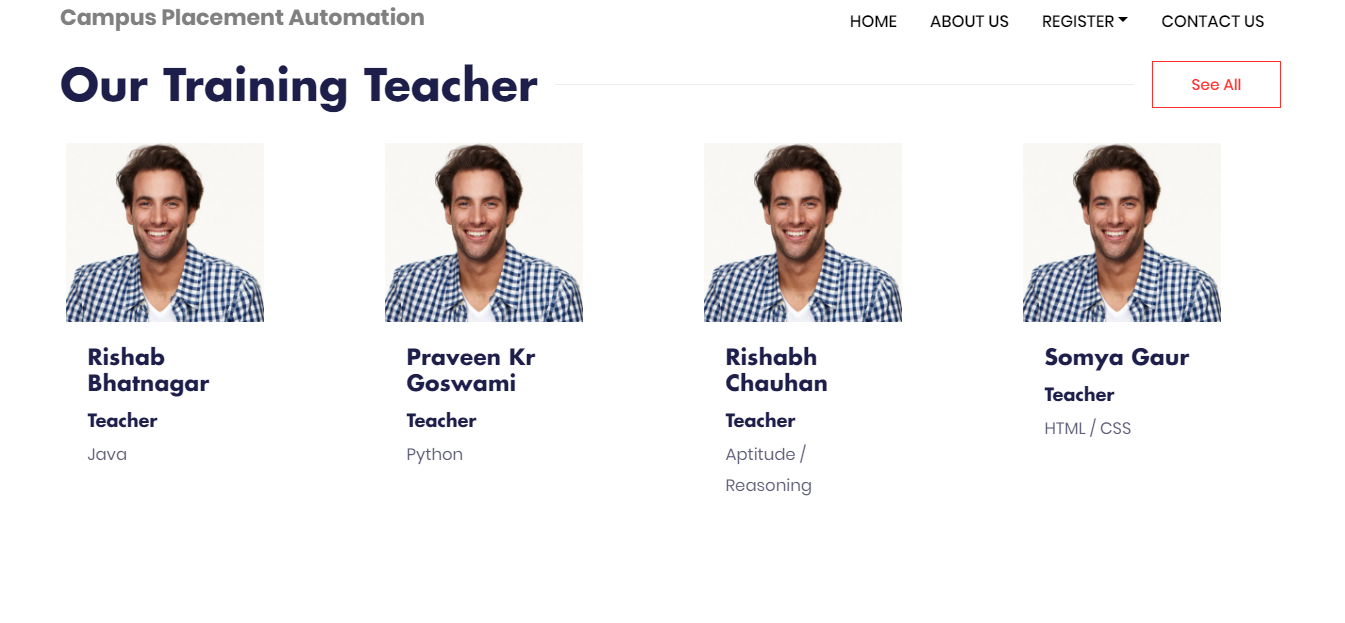 Campus Placement Automation
HOME ABOUT US REGISTER CONTACT US
Our Training Teacher
See All
Rishab
Bhatnagar
Teacher
Java
Praveen Kr
Goswami
Teacher
Python
Rishabh
Chauhan
Teacher
Aptitude /
Reasoning
Somya Gaur
Teacher
HTML / CSS